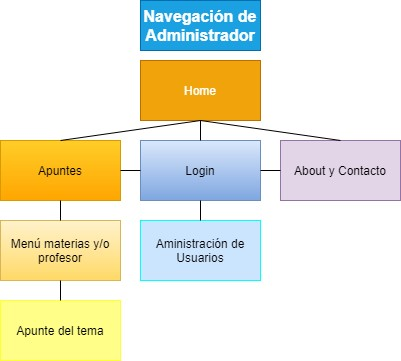 Navegación de
Administrador
Home
Apuntes
Login
About y Contacto
Menú materias y/o
profesor
Aministración de
Usuarios
Apunte del tema